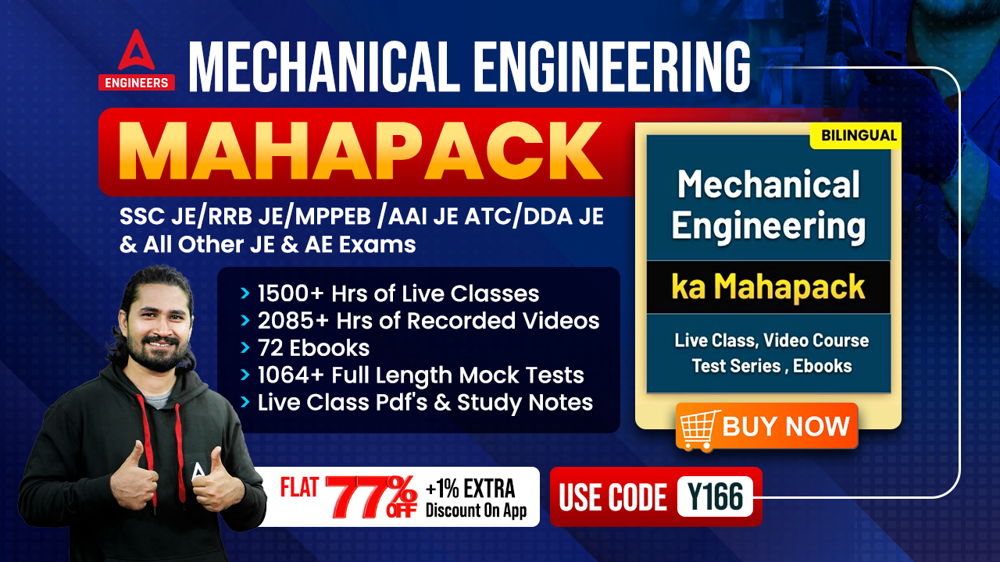 ENGINEERS
MECHANICAL ENGINEERING
MAHAPACK
SSC JE/RRB JE/MPPEB /AAI JE ATC/DDA JE
& All Other JE & AE Exams
> 1500+ Hrs of Live Classes
> 2085+ Hrs of Recorded Videos
> 72 Ebooks
> 1064+ Full Length Mock Tests
> Live Class Pdf's & Study Notes
BILINGUAL
Mechanical
Engineering
ka Mahapack
Live Class, Video Course
Test Series , Ebooks
BUY NOW
FLAT 77% OFF
+1% EXTRA
Discount On App
USE CODE Y166